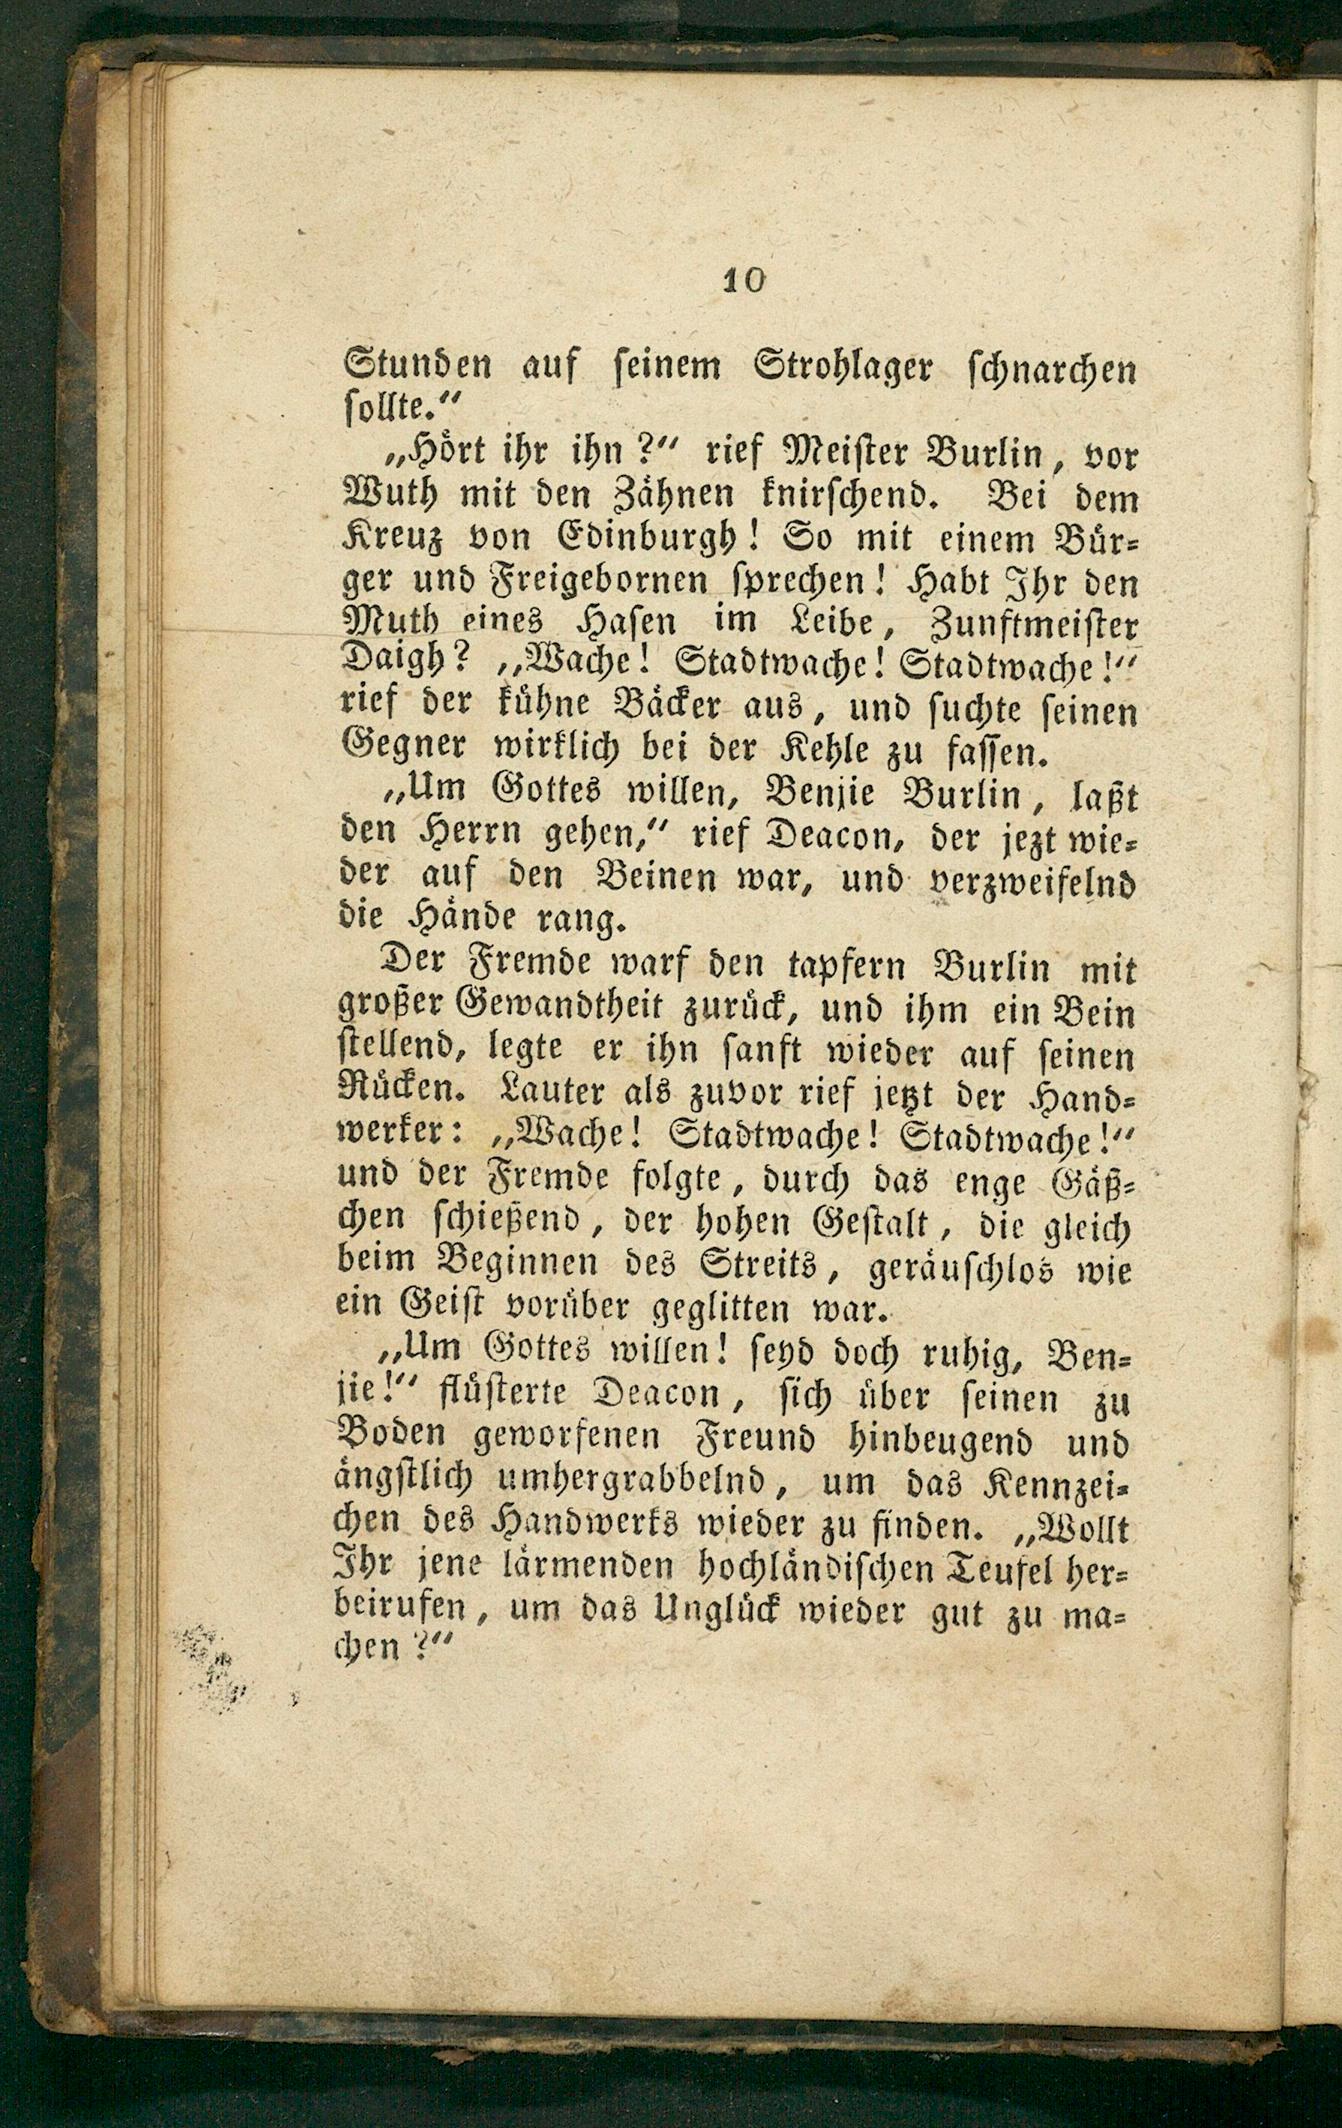 10
Stunden auf seinem Strohlager schnarchen
sollte.“
„Hört ihr ihn?“ rief Meister Burlin, vor
Wuth mit den Zähnen knirschend. Bei dem
Kreuz von Edinburgh! So mit einem Bür=
ger und Freigebornen sprechen! Habt Ihr den
Muth eines Hasen im Leibe, Zunftmeister
Daigh? „Wache! Stadtwache! Stadtwache!“
rief der kühne Bäcker aus, und suchte seinen
Gegner wirklich bei der Kehle zu fassen.
„Um Gottes willen, Benjie Burlin, laßt
den Herrn gehen,“ rief Deacon, der jezt wie=
der auf den Beinen war, und verzweifelnd
die Hände rang.
Der Fremde warf den tapfern Burlin mit
großer Gewandtheit zurück, und ihm ein Bein
stellend, legte er ihn sanft wieder auf seinen
Rücken. Lauter als zuvor rief jetzt der Hand=
werker: „Wache! Stadtwache! Stadtwache!“
und der Fremde folgte, durch das enge Gäß=
chen schießend, der hohen Gestalt, die gleich
beim Beginnen des Streits, geräuschlos wie
ein Geist vorüber geglitten war.
„Um Gottes willen! seyd doch ruhig, Ben=
jie!“ flüsterte Deacon, sich über seinen zu
Boden geworfenen Freund hinbeugend und
ängstlich umhergrabbelnd, um das Kennzei=
chen des Handwerks wieder zu finden. „Wollt
Ihr jene lärmenden hochländischen Teufel her=
beirufen, um das Unglück wieder gut zu ma=
chen?“